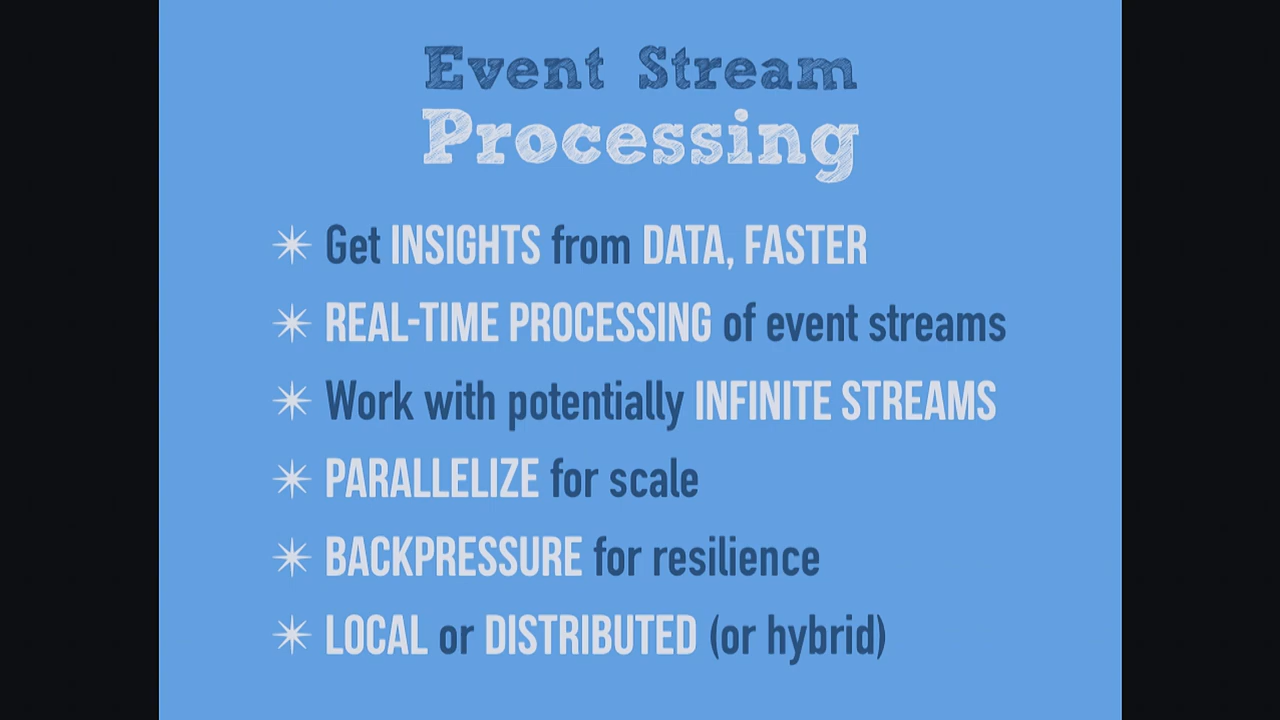 Event Stream
Processing
Get INSIGHTS from DATA, FASTER
REAL-TIME PROCESSING of event streams
Work with potentially INFINITE STREAMS
PARALLELIZE for scale
BACKPRESSURE for resilience
LOCAL or DISTRIBUTED (or hybrid)